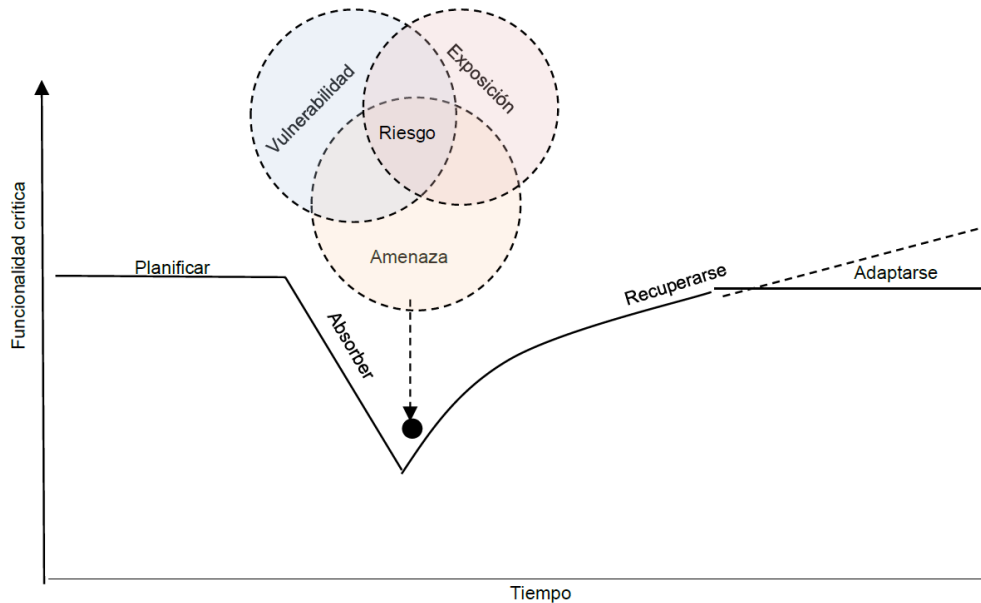 Vulnerabilidad
Exposición
Riesgo
Amenaza
Funcionalidad crítica
Planificar
Absorber
Recuperarse
Adaptarse
Tiempo